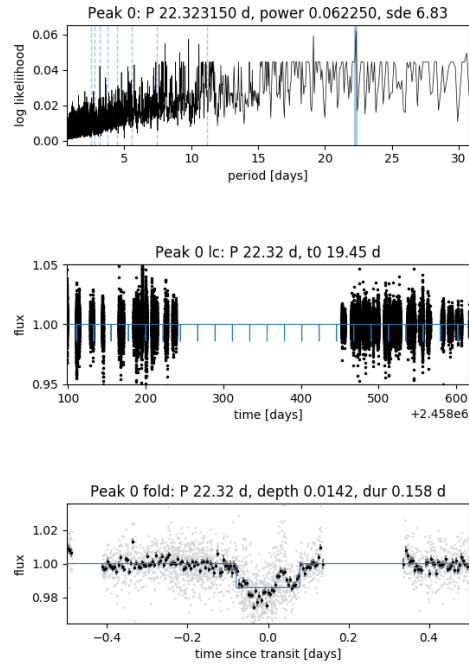 Peak 0: P 22.323150 d, power 0.062250, sde 6.83
0.06
0.04
0.02
0.00
log likeliihood
5 10 15 20 25 30
period [days]
Peak 0 lc: P 22.32 d, t0 19.45 d
1.05
1.00
0.95
flux
100 200 300 400 500 600
time [days]
+2.458e6
Peak 0 fold: P 22.32 d, depth 0.0142, dur 0.158 d
1.02
1.00
0.98
flux
−0.4 −0.2 0.0 0.2 0.4
time since transit [days]